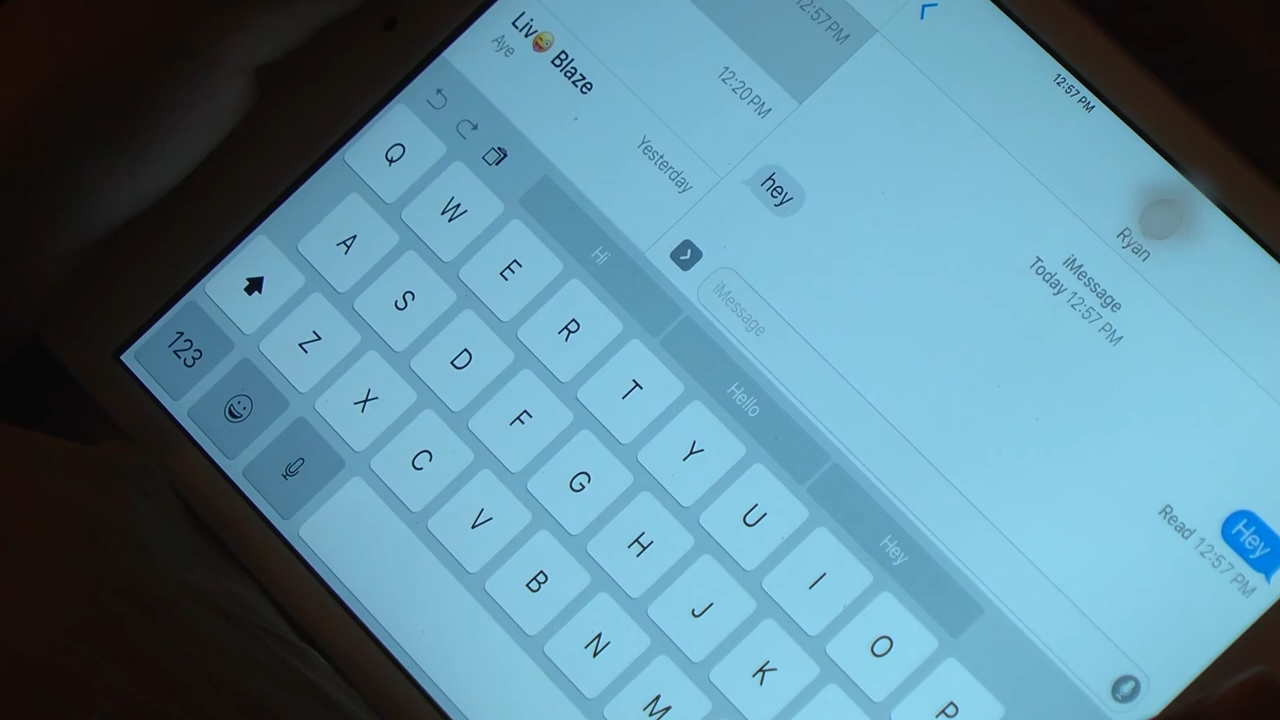 12:57 PM
12:57PM
12:20PM
Liv😜 Blaze
Aye
Yesterday
Ryan
iMessage
Today 12:57 PM
Hey
Read 12:57 PM
hey
iMessage
Hi
Hello
Hey
Q W E R T Y U I O P
A S D F G H J K
Z X C V B N M
123